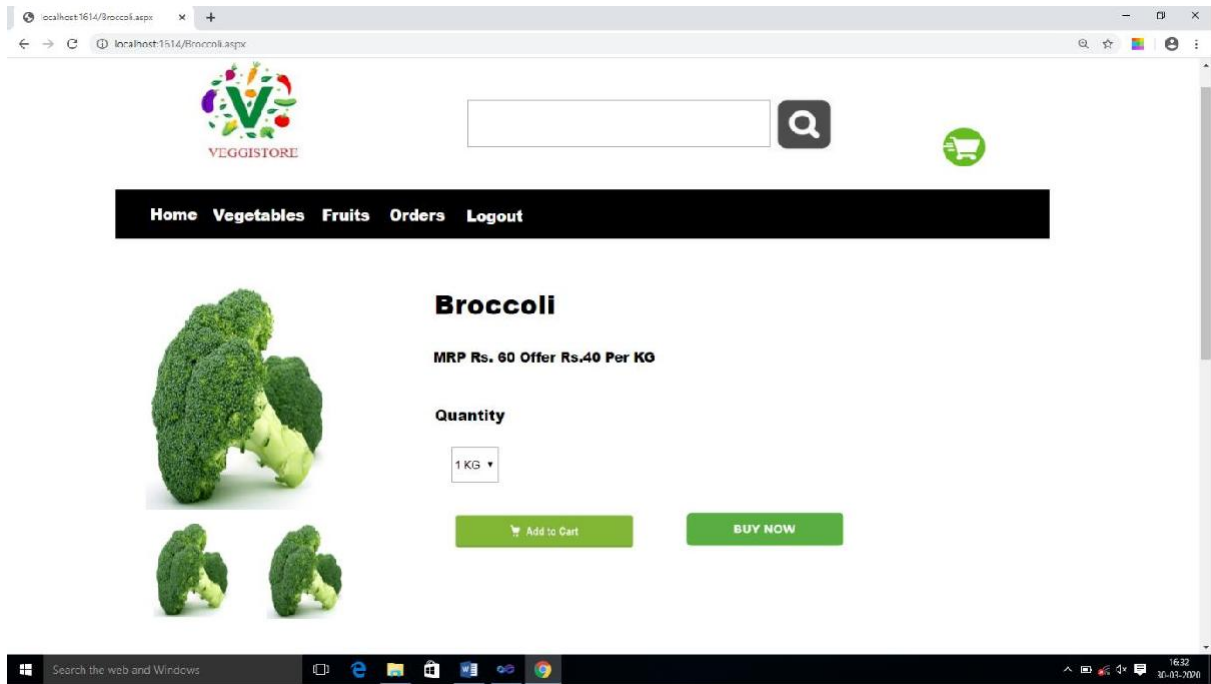 localhost:1614/Broccoli.aspx
localhost:1614/Broccoli.aspx
V
VEGGISTORE
Home Vegetables Fruits Orders Logout
Broccoli
MRP Rs. 60 Offer Rs.40 Per KG
Quantity
1 KG
Add to Cart
BUY NOW
Search the web and Windows
16:32
30-03-2020